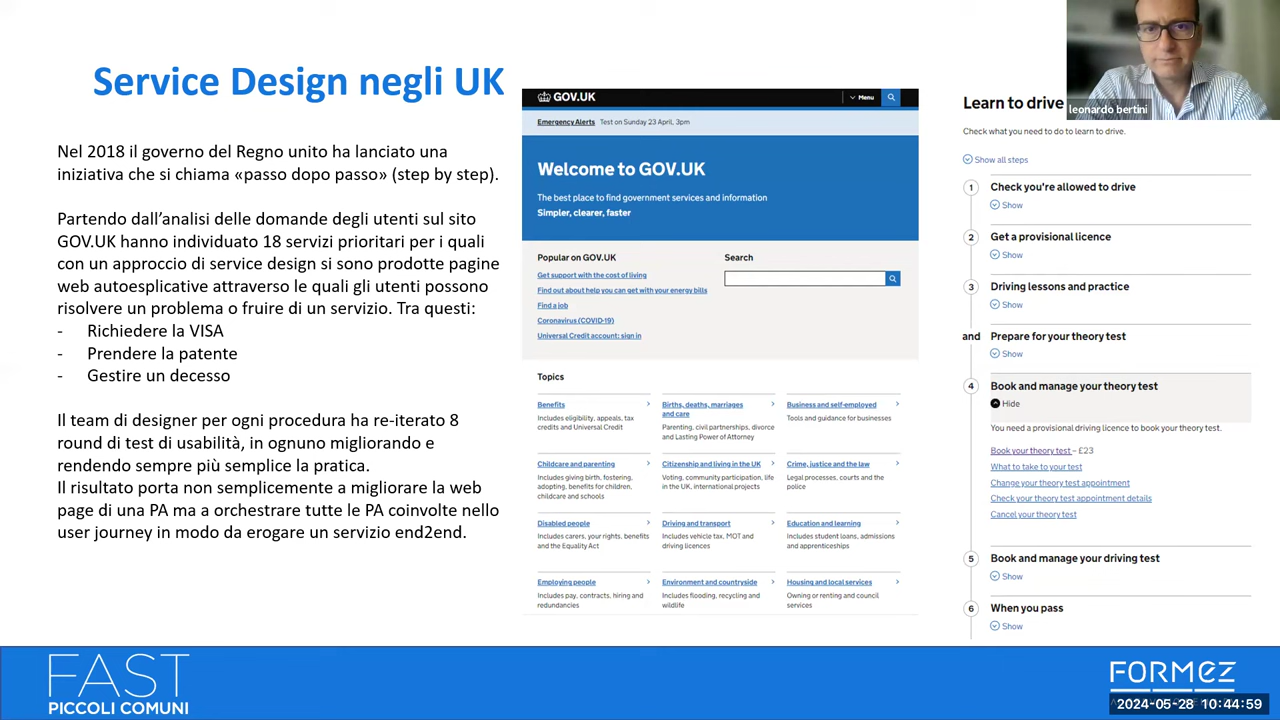 Service Design negli UK
Nel 2018 il governo del Regno unito ha lanciato una
iniziativa che si chiama «passo dopo passo» (step by step).
Partendo dall'analisi delle domande degli utenti sul sito
GOV.UK hanno individuato 18 servizi prioritari per i quali
con un approccio di service design si sono prodotte pagine
web autoesplicative attraverso le quali gli utenti possono
risolvere un problema o fruire di un servizio. Tra questi:
- Richiedere la VISA
- Prendere la patente
- Gestire un decesso
Il team di designer per ogni procedura ha re-iterato 8
round di test di usabilità, in ognuno migliorando e
rendendo sempre più semplice la pratica.
Il risultato porta non semplicemente a migliorare la web
page di una PA ma a orchestrare tutte le PA coinvolte nello
user journey in modo da erogare un servizio end2end.
GOV.UK
Menu
Emergency Alerts Test on Sunday 23 April, 3pm
Welcome to GOV.UK
The best place to find government services and information
Simpler, clearer, faster
Popular on GOV.UK
Get support with the cost of living
Find out about help you can get with your energy bills
Find a job
Coronavirus (COVID-19)
Universal Credit account: sign in
Search
Topics
Benefits
Includes eligibility, appeals, tax
credits and Universal Credit
Births, deaths, marriages
and care
Parenting, civil partnerships, divorce
and Lasting Power of Attorney
Business and self-employed
Tools and guidance for businesses
Childcare and parenting
Includes giving birth, fostering,
adopting, benefits for children,
childcare and schools
Citizenship and living in the UK
Voting, community participation, life
in the UK, international projects
Crime, justice and the law
Legal processes, courts and the
police
Disabled people
Includes carers, your rights, benefits
and the Equality Act
Driving and transport
Includes vehicle tax, MOT and
driving licences
Education and learning
Includes student loans, admissions
and apprenticeships
Employing people
Includes pay, contracts, hiring and
redundancies
Environment and countryside
Includes flooding, recycling and
wildlife
Housing and local services
Owning or renting and council
services
Learn to drive
leonardo bertini
Check what you need to do to learn to drive.
Show all steps
1 Check you're allowed to drive
Show
2 Get a provisional licence
Show
3 Driving lessons and practice
Show
and Prepare for your theory test
Show
4 Book and manage your theory test
Hide
You need a provisional driving licence to book your theory test.
Book your theory test – £23
What to take to your test
Change your theory test appointment
Check your theory test appointment details
Cancel your theory test
5 Book and manage your driving test
Show
6 When you pass
Show
FAST
PICCOLI COMUNI
FORMEZ
2024-05-28 10:44:59